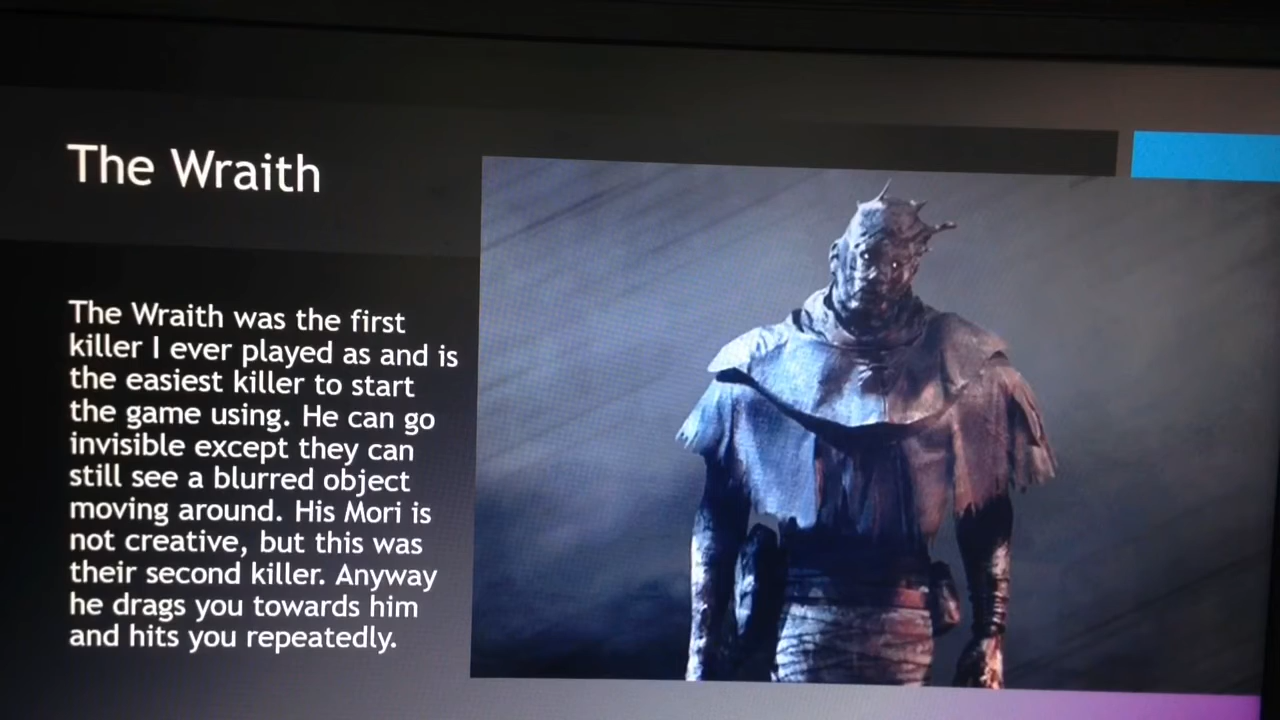 The Wraith
The Wraith was the first
killer I ever played as and is
the easiest killer to start
the game using. He can go
invisible except they can
still see a blurred object
moving around. His Mori is
not creative, but this was
their second killer. Anyway
he drags you towards him
and hits you repeatedly.